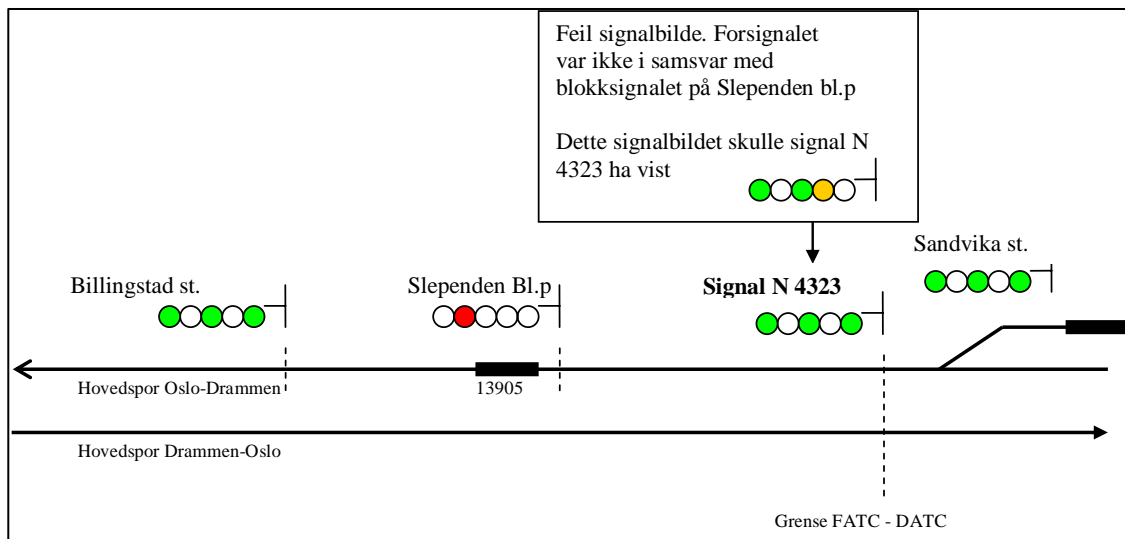 Feil signalbilde. Forsignalet
var ikke i samsvar med
blokksignalet på Slependen bl.p
Dette signalbildet skulle signal N
4323 ha vist
Sandvika st.
Billingstad st.
Slependen Bl.p
Signal N 4323
Hovedspor Oslo-Drammen
13905
Hovedspor Drammen-Oslo
Grense FATC - DATC